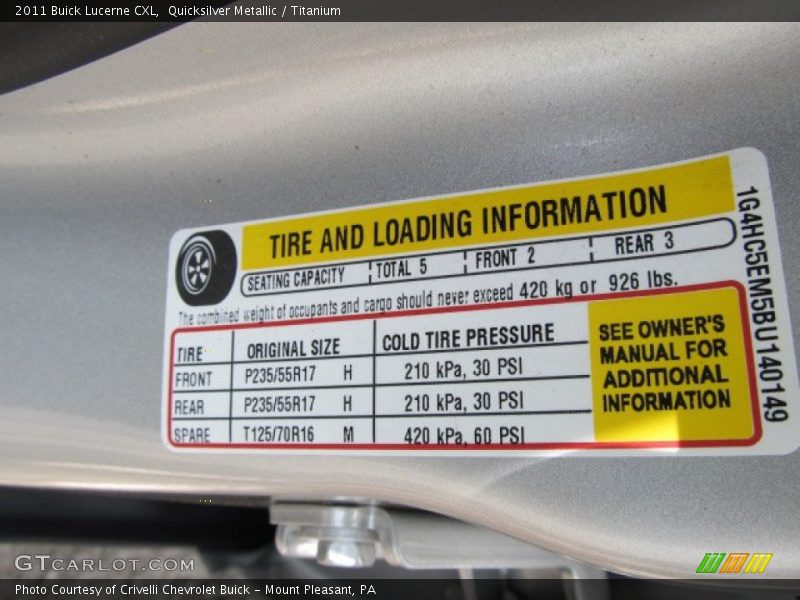 2011 Buick Lucerne CXL,  Quicksilver Metallic / Titanium
TIRE AND LOADING INFORMATION
SEATING CAPACITY TOTAL 5 FRONT 2 REAR 3
The combined weight of occupants and cargo should never exceed 420 kg or 926 lbs.
TIRE ORIGINAL SIZE COLD TIRE PRESSURE
FRONT P235/55R17 H 210 kPa, 30 PSI
REAR P235/55R17 H 210 kPa, 30 PSI
SPARE T125/70R16 M 420 kPa, 60 PSI
SEE OWNER'S
MANUAL FOR
ADDITIONAL
INFORMATION
1G4HC5EM5BU140149
GTCARLOT.COM
Photo Courtesy of Crivelli Chevrolet Buick – Mount Pleasant, PA